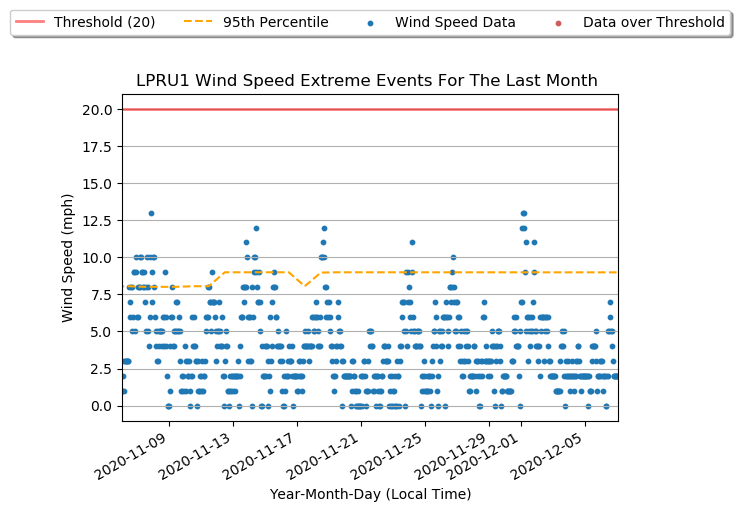 Threshold (20) 95th Percentile Wind Speed Data Data over Threshold
LPRU1 Wind Speed Extreme Events For The Last Month
Wind Speed (mph)
20.0
17.5
15.0
12.5
10.0
7.5
5.0
2.5
0.0
2020-11-09 2020-11-13 2020-11-17 2020-11-21 2020-11-25 2020-11-29 2020-12-01 2020-12-05
Year-Month-Day (Local Time)